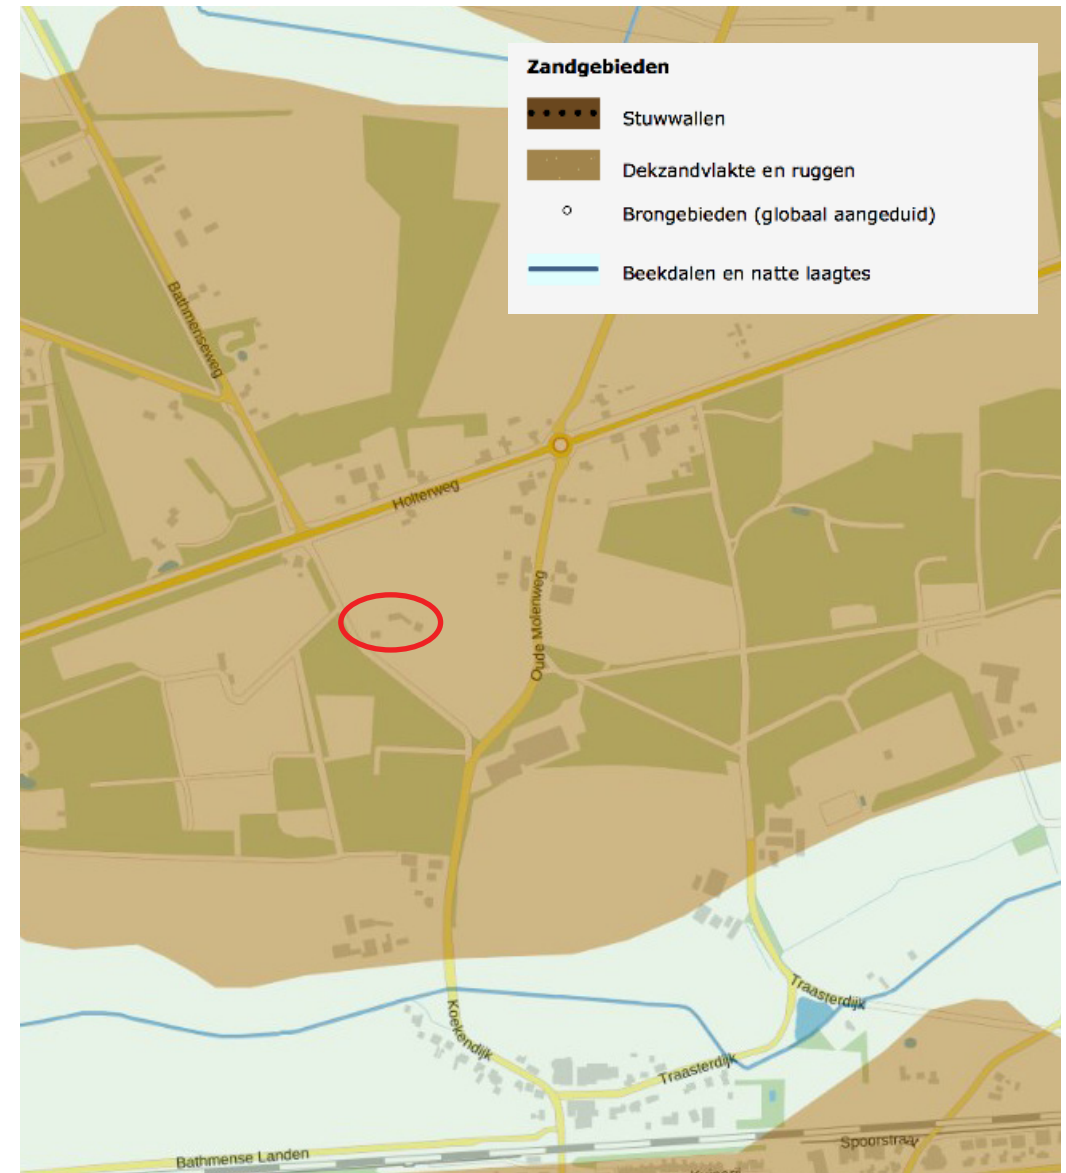 Zandgebieden
Stuwwallen
Dekzandvlakte en ruggen
Brongebieden (globaal aangeduid)
Beekdalen en natte laagtes
Bathmenseweg
Holterweg
Oude Molenweg
Traasterdijk
Koekendijk
Traasterdijk
Bathmense Landen